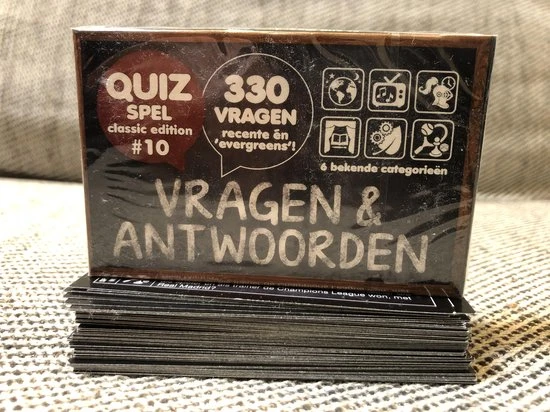 QUIZ
SPEL
classic edition
#10
330
VRAGEN
recente én
'evergreens'!
6 bekende categorieën
VRAGEN &
ANTWOORDEN
als trainer de Champions League won, met
Real Madrid?